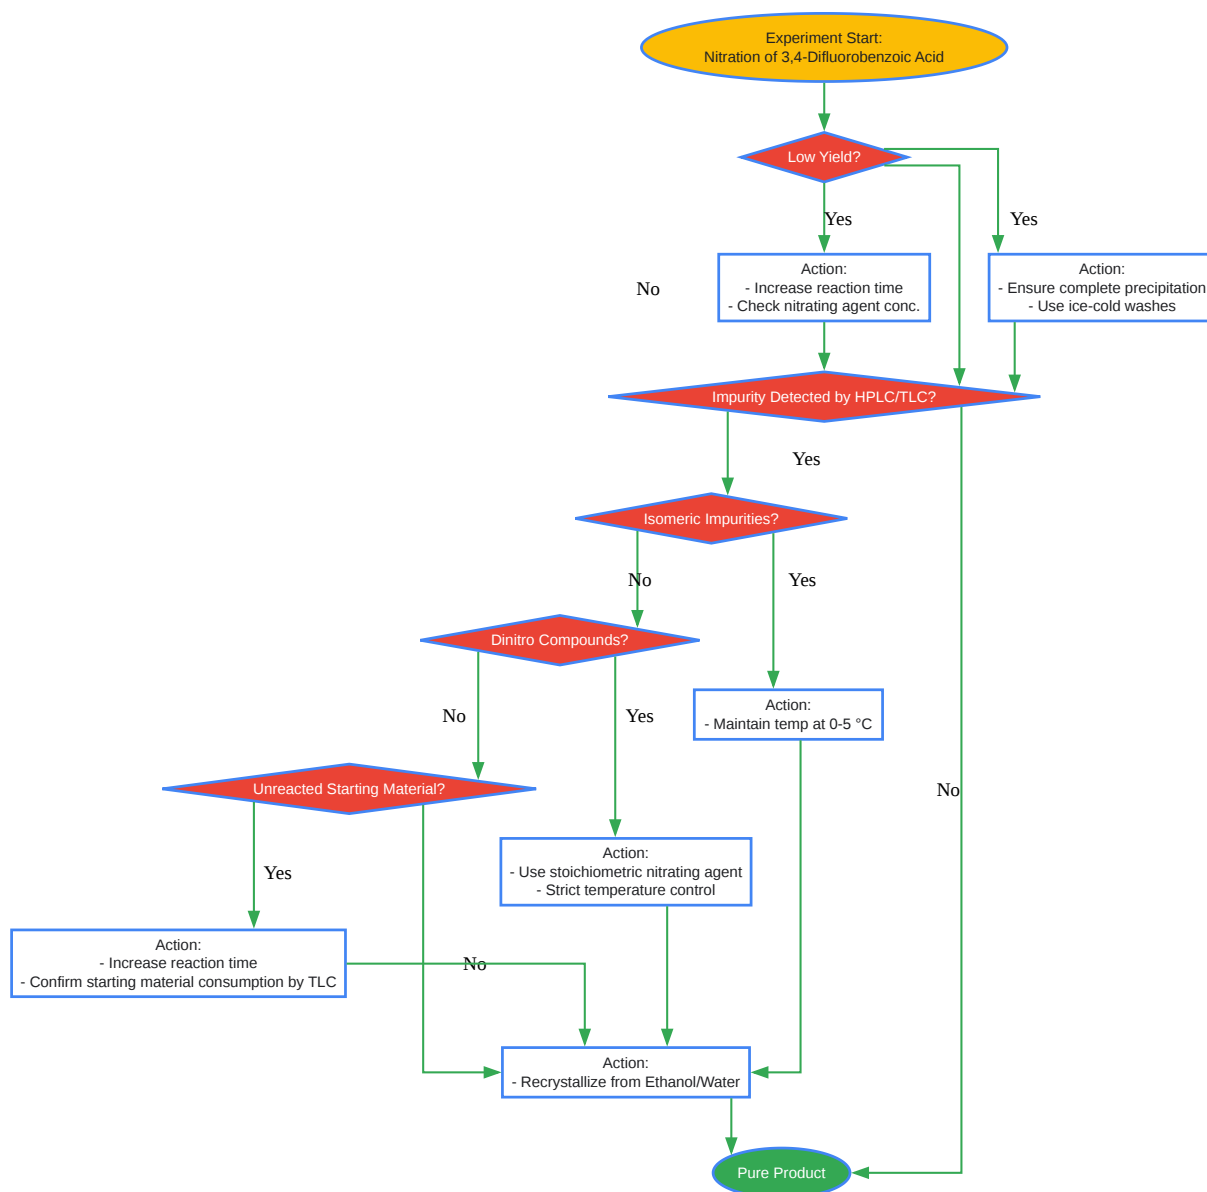 Experiment Start:
Nitration of 3,4-Difluorobenzoic Acid
Low Yield?
Yes
Yes
Action:
- Increase reaction time
- Check nitrating agent conc.
Action:
- Ensure complete precipitation
- Use ice-cold washes
No
Impurity Detected by HPLC/TLC?
Yes
Isomeric Impurities?
No
Yes
Dinitro Compounds?
No
Yes
Action:
- Maintain temp at 0-5 °C
Unreacted Starting Material?
No
Yes
Action:
- Use stoichiometric nitrating agent
- Strict temperature control
Action:
- Increase reaction time
- Confirm starting material consumption by TLC
No
Action:
- Recrystallize from Ethanol/Water
Pure Product